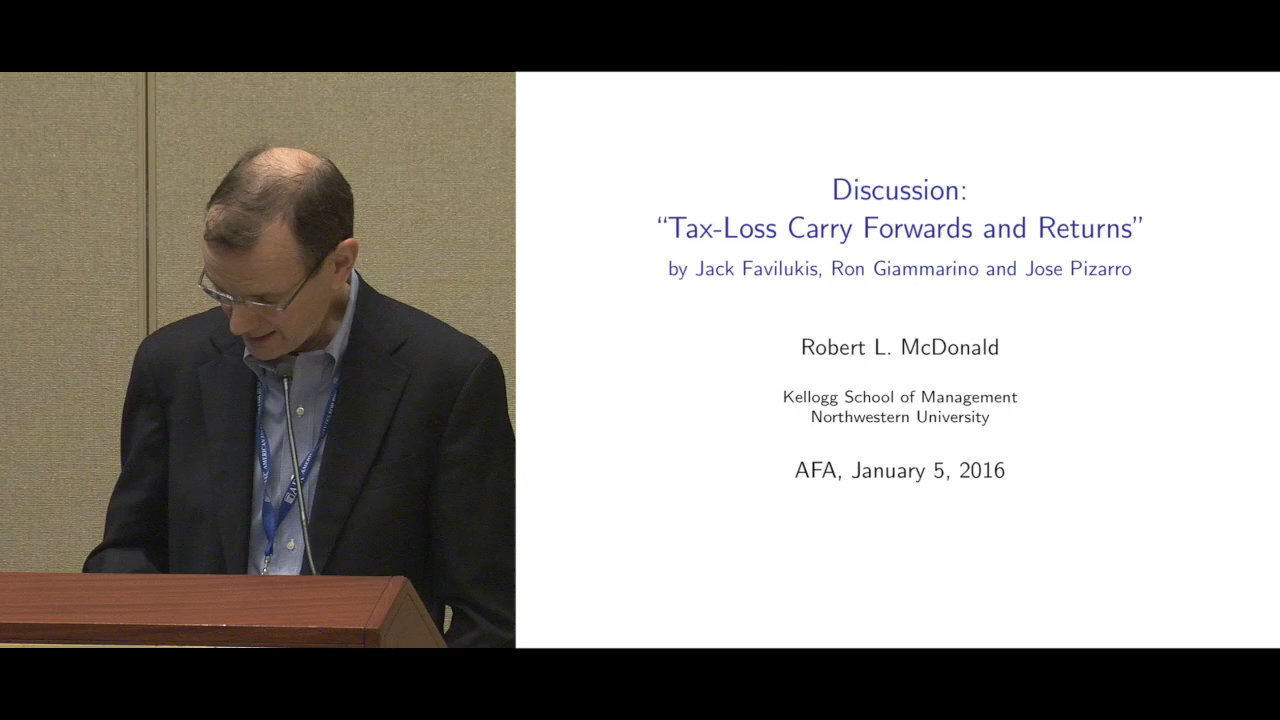 Discussion:
“Tax-Loss Carry Forwards and Returns”
by Jack Favilukis, Ron Giammarino and Jose Pizarro
Robert L. McDonald
Kellogg School of Management
Northwestern University
AFA, January 5, 2016